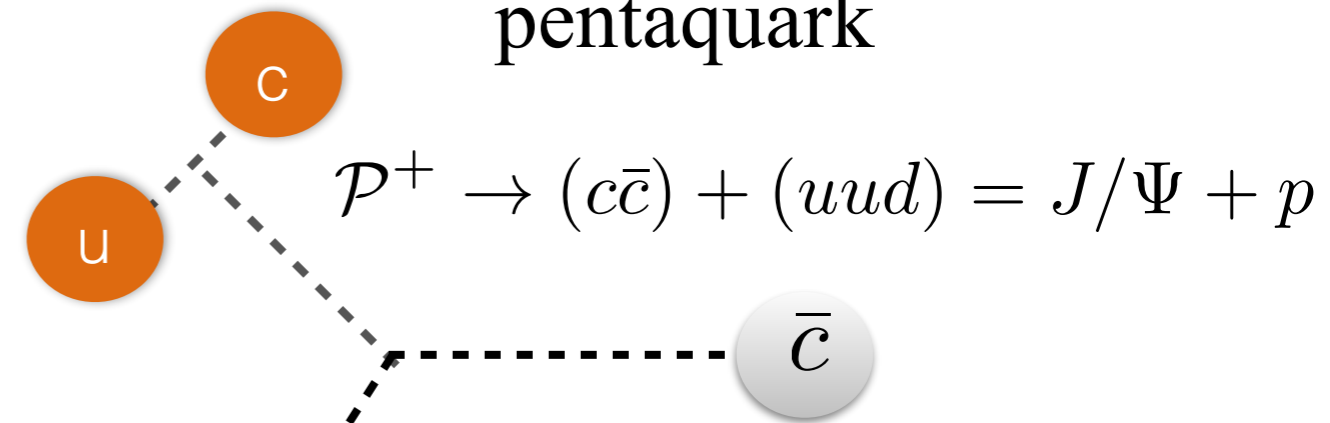 pentaquark
c
𝒫⁺ → (cc̄) + (uud) = J/Ψ + p
u
c̄